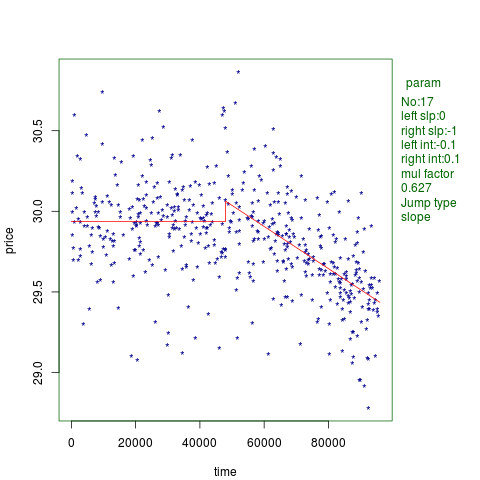 param
No:17
left slp:0
right slp:-1
left int:-0.1
right int:0.1
mul factor
0.627
Jump type
slope
price
30.5
30.0
29.5
29.0
0 20000 40000 60000 80000
time